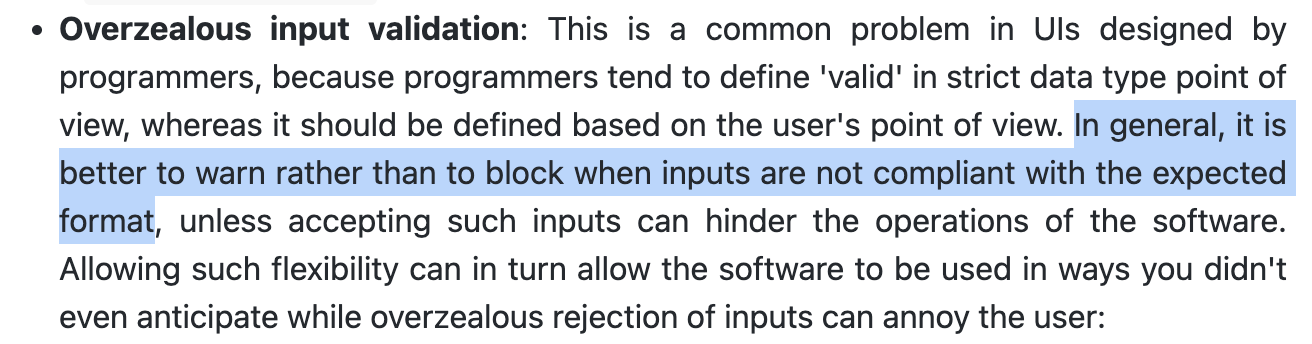 • Overzealous input validation: This is a common problem in UIs designed by
programmers, because programmers tend to define 'valid' in strict data type point of
view, whereas it should be defined based on the user's point of view. In general, it is
better to warn rather than to block when inputs are not compliant with the expected
format, unless accepting such inputs can hinder the operations of the software.
Allowing such flexibility can in turn allow the software to be used in ways you didn't
even anticipate while overzealous rejection of inputs can annoy the user: